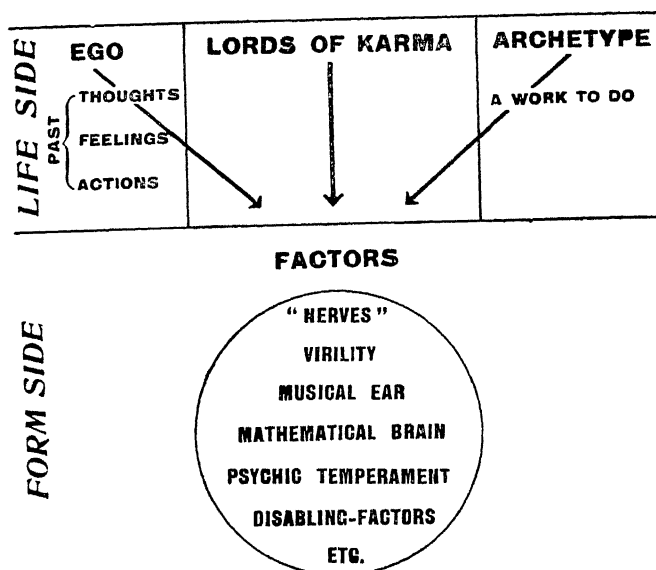 LIFE SIDE
EGO
PAST
THOUGHTS
FEELINGS
ACTIONS
LORDS OF KARMA
ARCHETYPE
A WORK TO DO
FACTORS
FORM SIDE
"NERVES"
VIRILITY
MUSICAL EAR
MATHEMATICAL BRAIN
PSYCHIC TEMPERAMENT
DISABLING-FACTORS
ETC.